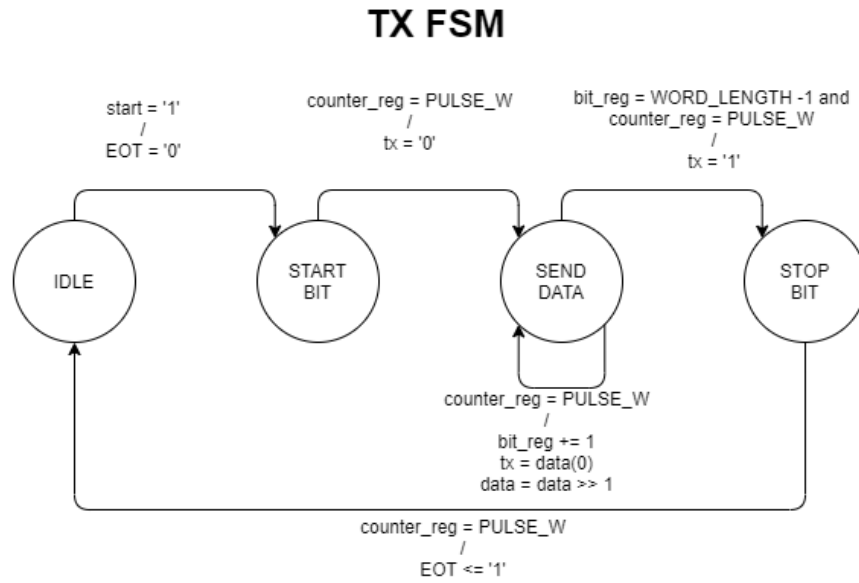 TX FSM
start = '1'
/
EOT = '0'
counter_reg = PULSE_W
/
tx = '0'
bit_reg = WORD_LENGTH -1 and
counter_reg = PULSE_W
/
tx = '1'
IDLE
START
BIT
SEND
DATA
STOP
BIT
counter_reg = PULSE_W
/
bit_reg += 1
tx = data(0)
data = data >> 1
counter_reg = PULSE_W
/
EOT <= '1'